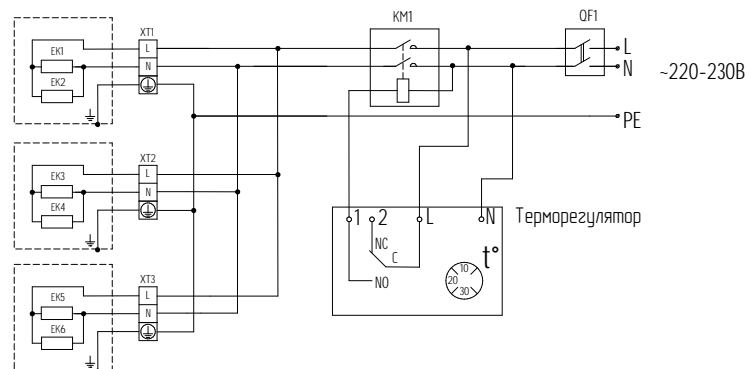 XT1
L
N
EK1
EK2
XT2
L
N
EK3
EK4
XT3
L
N
EK5
EK6
KM1
QF1
L
N
~220-230В
PE
1 2 L N Терморегулятор
NC
C
NO
t°
10
20
30